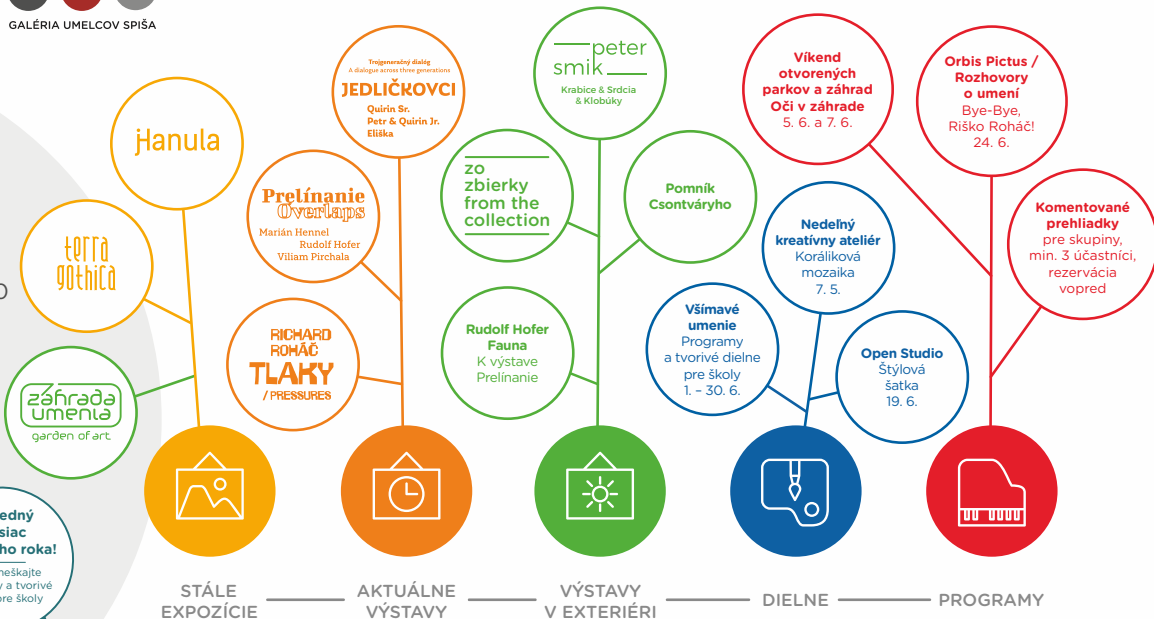 GALÉRIA UMELCOV SPIŠA
Hanula
terra
gothica
záhrada
umenia
garden of art
Trojgeneračný dialóg
A dialogue across three generations
JEDLIČKOVCI
Quirin Sr.
Petr & Quirin Jr.
Eliška
Prelínanie
Overlaps
Marián Hennel
Rudolf Hofer
Viliam Pirchala
RICHARD
ROHÁČ
TLAKY
/ PRESSURES
peter
smik
Krabice & Srdcia
& Klobúky
zo
zbierky
from the
collection
Pomník
Csontváryho
Rudolf Hofer
Fauna
K výstave
Prelínanie
Víkend
otvorených
parkov a záhrad
Oči v záhrade
5. 6. a 7. 6.
Nedeľný
kreatívny ateliér
Koráliková
mozaika
7. 5.
Všímavé
umenie
Programy
a tvorivé dielne
pre školy
1. – 30. 6.
Open Studio
Štýlová
šatka
19. 6.
Orbis Pictus /
Rozhovory
o umení
Bye-Bye,
Riško Roháč!
24. 6.
Komentované
prehliadky
pre skupiny,
min. 3 účastníci,
rezervácia
vopred
edný
siac
ho roka!
neškajte
y a tvorivé
pre školy
STÁLE
EXPOZÍCIE
AKTUÁLNE
VÝSTAVY
VÝSTAVY
V EXTERIÉRI
DIELNE
PROGRAMY